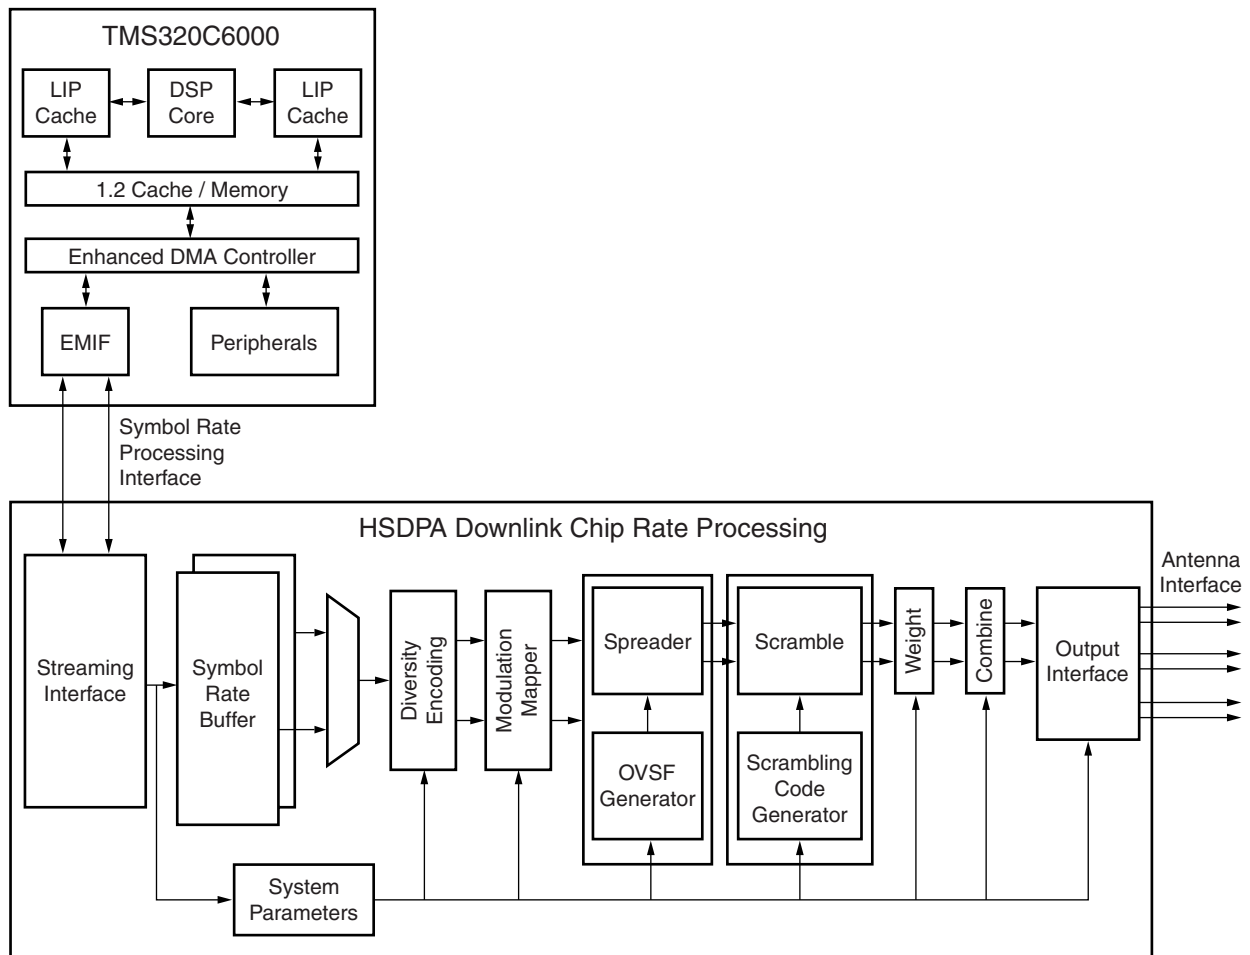 TMS320C6000
LIP
Cache
DSP
Core
LIP
Cache
1.2 Cache / Memory
Enhanced DMA Controller
EMIF
Peripherals
Symbol Rate
Processing
Interface
HSDPA Downlink Chip Rate Processing
Antenna
Interface
Streaming
Interface
Symbol
Rate
Buffer
Diversity
Encoding
Modulation
Mapper
Spreader
OVSF
Generator
Scramble
Scrambling
Code
Generator
Weight
Combine
Output
Interface
System
Parameters